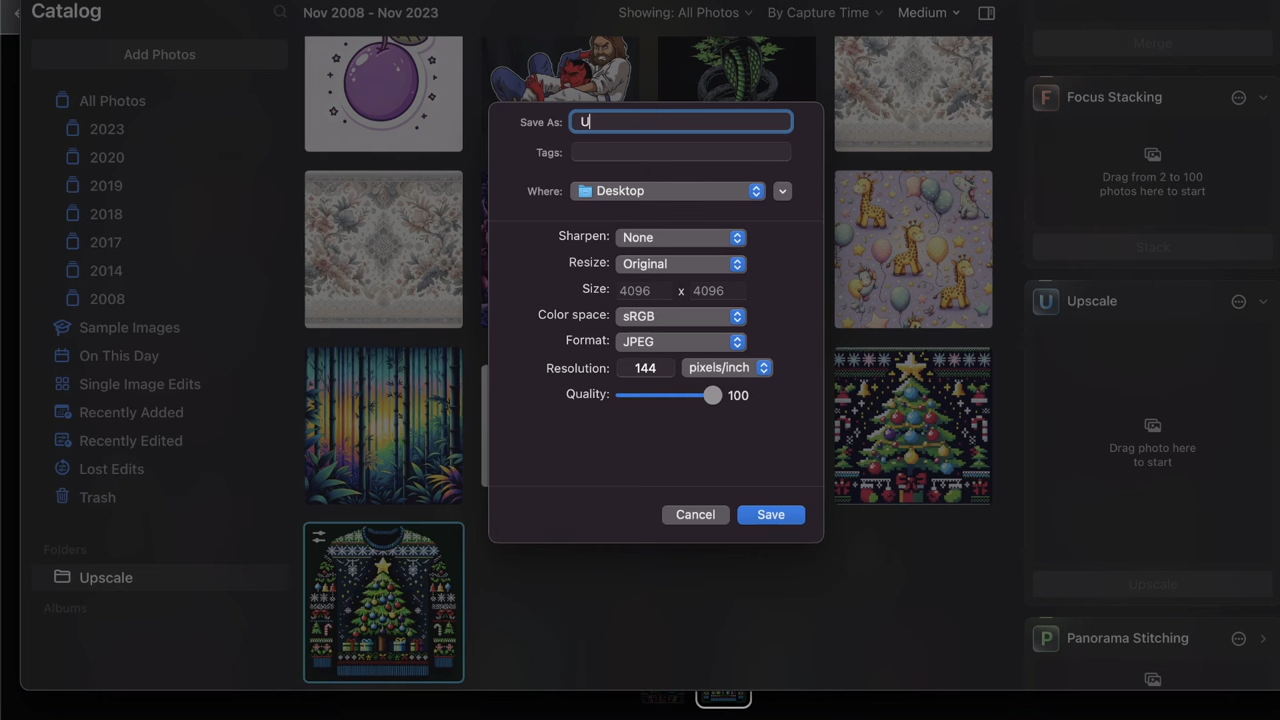 Catalog
Nov 2008 - Nov 2023
Showing: All Photos
By Capture Time
Medium
Add Photos
All Photos
2023
2020
2019
2018
2017
2014
2008
Sample Images
On This Day
Single Image Edits
Recently Added
Recently Edited
Lost Edits
Trash
Folders
Upscale
Albums
Save As: U
Tags:
Where: Desktop
Sharpen: None
Resize: Original
Size: 4096 x 4096
Color space: sRGB
Format: JPEG
Resolution: 144 pixels/inch
Quality: 100
Cancel
Save
Merge
F Focus Stacking
Drag from 2 to 100
photos here to start
Stack
U Upscale
Drag photo here
to start
Upscale
P Panorama Stitching